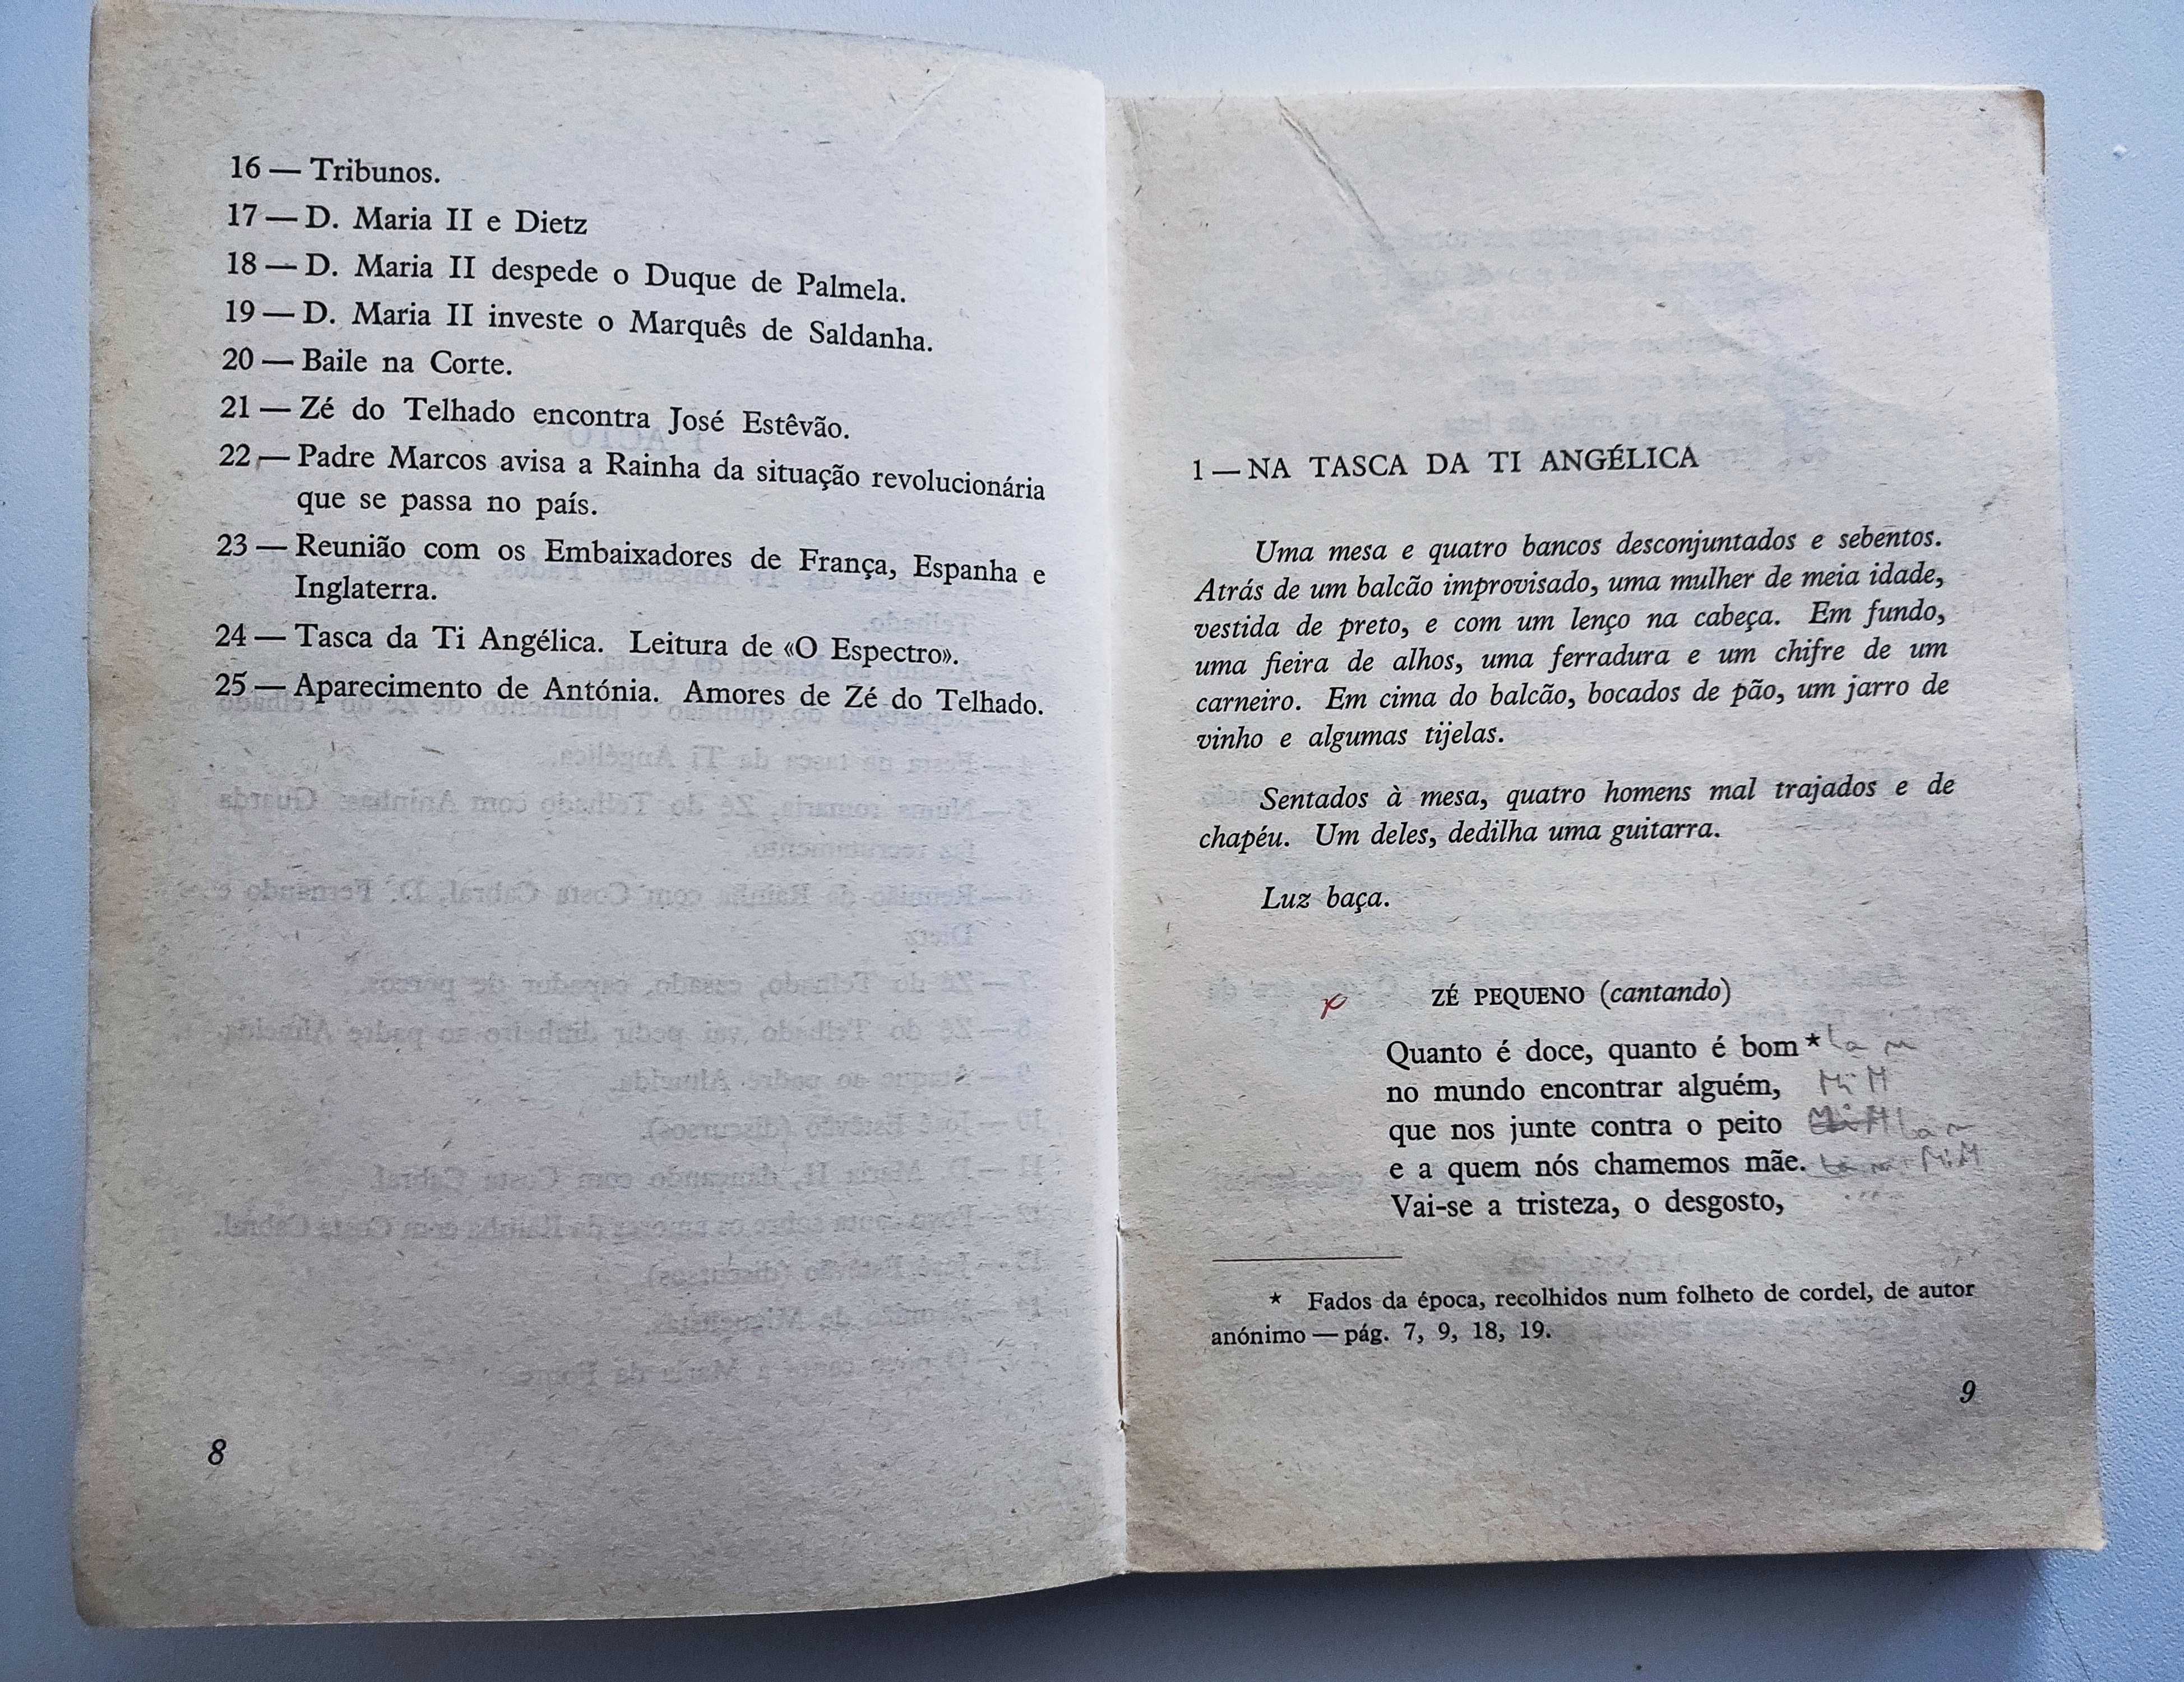 16 — Tribunos.
17 — D. Maria II e Dietz
18 — D. Maria II despede o Duque de Palmela.
19 — D. Maria II investe o Marquês de Saldanha.
20 — Baile na Corte.
21 — Zé do Telhado encontra José Estêvão.
22 — Padre Marcos avisa a Rainha da situação revolucionária
que se passa no país.
23 — Reunião com os Embaixadores de França, Espanha e
Inglaterra.
24 — Tasca da Ti Angélica. Leitura de «O Espectro».
25 — Aparecimento de Antónia. Amores de Zé do Telhado.
8
1 — NA TASCA DA TI ANGÉLICA
Uma mesa e quatro bancos desconjuntados e sebentos.
Atrás de um balcão improvisado, uma mulher de meia idade,
vestida de preto, e com um lenço na cabeça. Em fundo,
uma fieira de alhos, uma ferradura e um chifre de um
carneiro. Em cima do balcão, bocados de pão, um jarro de
vinho e algumas tijelas.
Sentados à mesa, quatro homens mal trajados e de
chapéu. Um deles, dedilha uma guitarra.
Luz baça.
ZÉ PEQUENO (cantando)
Quanto é doce, quanto é bom * La m
no mundo encontrar alguém, Mi M
que nos junte contra o peito La m
e a quem nós chamemos mãe. Mi M
Vai-se a tristeza, o desgosto, ...
* Fados da época, recolhidos num folheto de cordel, de autor
anónimo — pág. 7, 9, 18, 19.
9